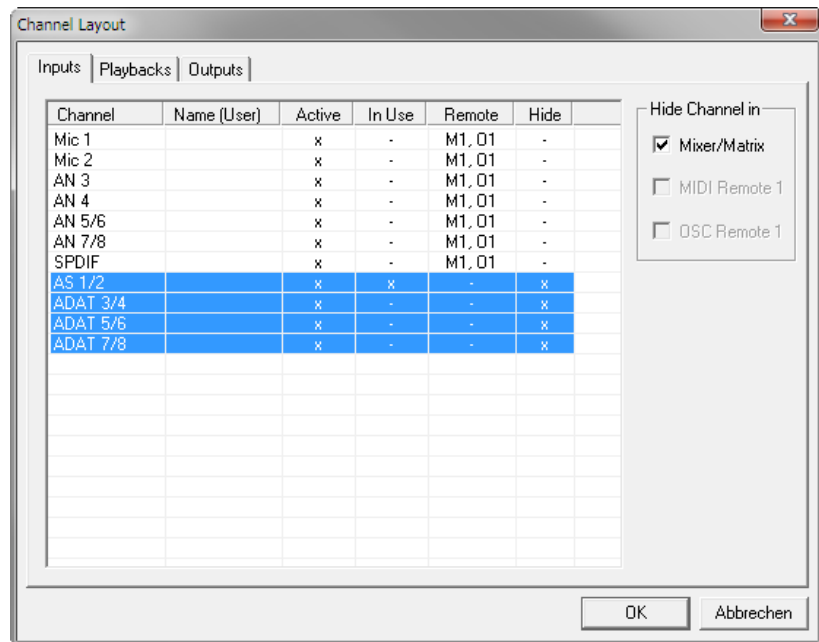 Channel Layout
Inputs Playbacks Outputs
Channel Name (User) Active In Use Remote Hide
Mic 1 x - M1, O1 -
Mic 2 x - M1, O1 -
AN 3 x - M1, O1 -
AN 4 x - M1, O1 -
AN 5/6 x - M1, O1 -
AN 7/8 x - M1, O1 -
SPDIF x - M1, O1 -
AS 1/2 x x - x
ADAT 3/4 x - - x
ADAT 5/6 x - - x
ADAT 7/8 x - - x
Hide Channel in
Mixer/Matrix
MIDI Remote 1
OSC Remote 1
OK Abbrechen